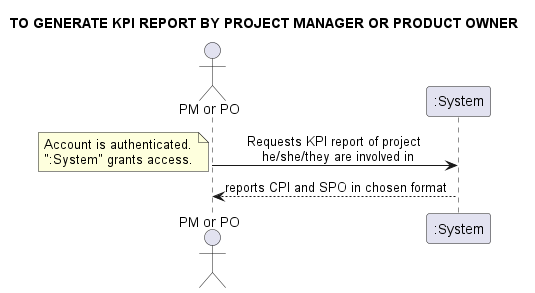 TO GENERATE KPI REPORT BY PROJECT MANAGER OR PRODUCT OWNER
PM or PO
:System
Account is authenticated.
":System" grants access.
Requests KPI report of project
he/she/they are involved in
reports CPI and SPO in chosen format
PM or PO
:System